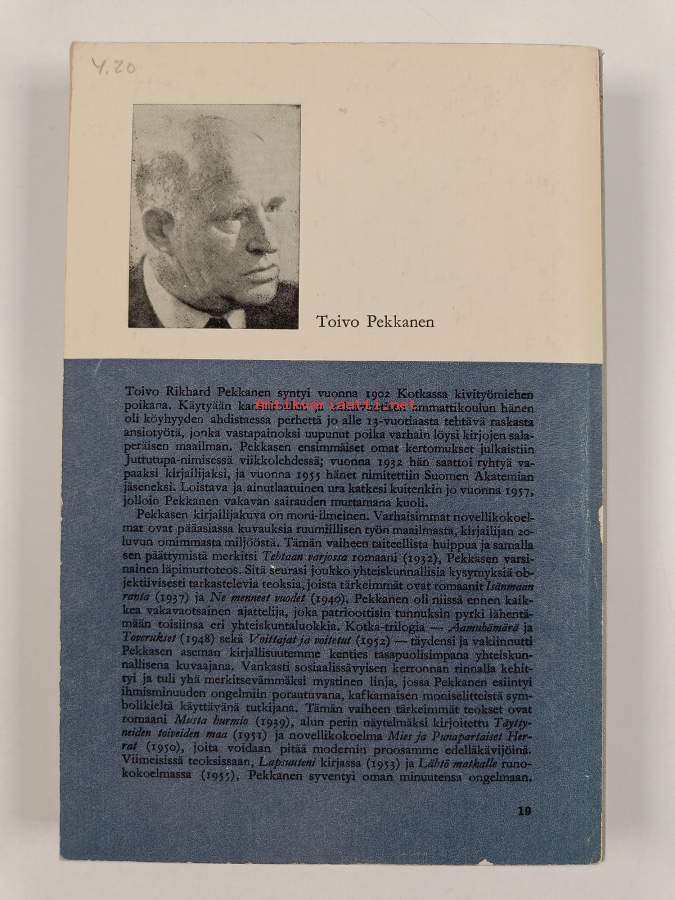 4.20
Toivo Pekkanen
Toivo Rikhard Pekkanen syntyi vuonna 1902 Kotkassa kivityömiehen
poikana. Käytyään ammattikoulun hänen
antikvariaatti.net
oli köyhyyden ahdistaessa perhettä jo alle 13-vuotiaasta tehtävä raskasta
ansiotyötä, jonka vastapainoksi uupunut poika varhain löysi kirjojen sala-
peräisen maailman. Pekkasen ensimmäiset omat kertomukset julkaistiin
Juttutupa-nimisessä viikkolehdessä; vuonna 1932 hän saattoi ryhtyä va-
paaksi kirjailijaksi, ja vuonna 1955 hänet nimitettiin Suomen Akatemian
jäseneksi. Loistava ja ainutlaatuinen ura katkesi kuitenkin jo vuonna 1957,
jolloin Pekkanen vakavan sairauden murtamana kuoli.
Pekkasen kirjailijakuva on moni-ilmeinen. Varhaisimmat novellikokoel-
mat ovat pääasiassa kuvauksia ruumiillisen työn maailmasta, kirjailijan 20-
luvun omimmasta miljööstä. Tämän vaiheen taiteellista huippua ja samalla
sen päättymistä merkitsi Tehtaan varjossa romaani (1932), Pekkasen varsi-
nainen läpimurtoteos. Sitä seurasi joukko yhteiskunnallisia kysymyksiä ob-
jektiivisesti tarkastelevia teoksia, joista tärkeimmät ovat romaanit Isänmaan
ranta (1937) ja Ne menneet vuodet (1940). Pekkanen oli niissä ennen kaik-
kea vakavaotsainen ajattelija, joka patrioottisin tunnuksin pyrki lähentä-
mään toisiinsa eri yhteiskuntaluokkia. Kotka-trilogia — Aamuhämärä ja
Toverukset (1948) sekä Voittajat ja voitetut (1952) — täydensi ja vakiinnutti
Pekkasen aseman kirjallisuutemme kenties tasapuolisimpana yhteiskun-
nallisena kuvaajana. Vankasti sosiaalissävyisen kerronnan rinnalla kehit-
tyi ja tuli yhä merkitsevämmäksi mystinen linja, jossa Pekkanen esiintyi
ihmisminuuden ongelmiin porautuvana, kafkamaisen moniselitteistä sym-
bolikieltä käyttävänä tutkijana. Tämän vaiheen tärkeimmät teokset ovat
romaani Musta hurmio (1939), alun perin näytelmäksi kirjoitettu Täytty-
neiden toiveiden maa (1951) ja novellikokoelma Mies ja Punapartaiset Her-
rat (1950), joita voidaan pitää modernin proosamme edelläkävijöinä.
Viimeisissä teoksissaan, Lapsuuteni kirjassa (1953) ja Lähtö matkalle runo-
kokoelmassa (1955), Pekkanen syventyi oman minuutensa ongelmaan.
19